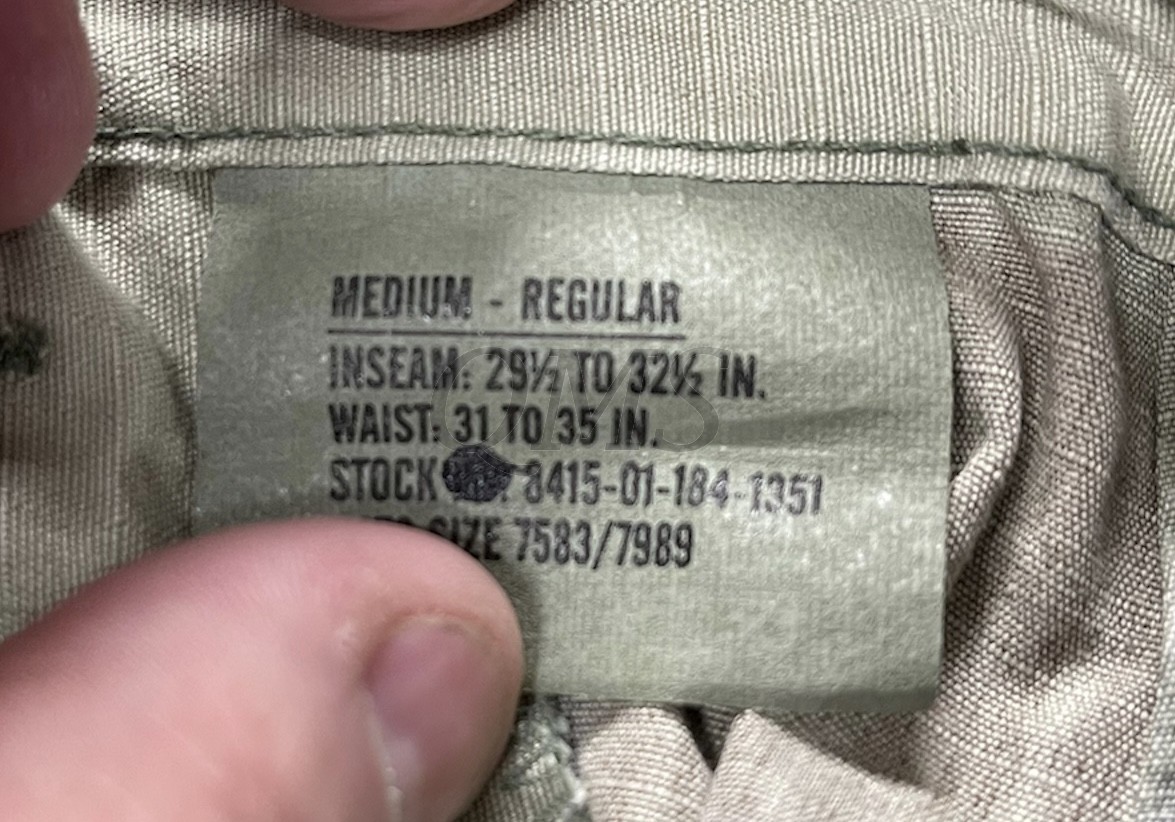 MEDIUM - REGULAR
INSEAM: 29½ TO 32½ IN.
WAIST: 31 TO 35 IN.
STOCK 8415-01-184-1351
SIZE 7583/7989